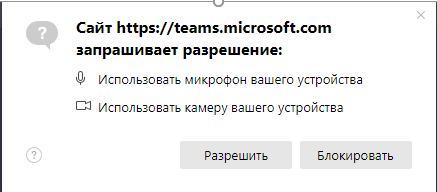 Сайт https://teams.microsoft.com
запрашивает разрешение:
Использовать микрофон вашего устройства
Использовать камеру вашего устройства
Разрешить
Блокировать